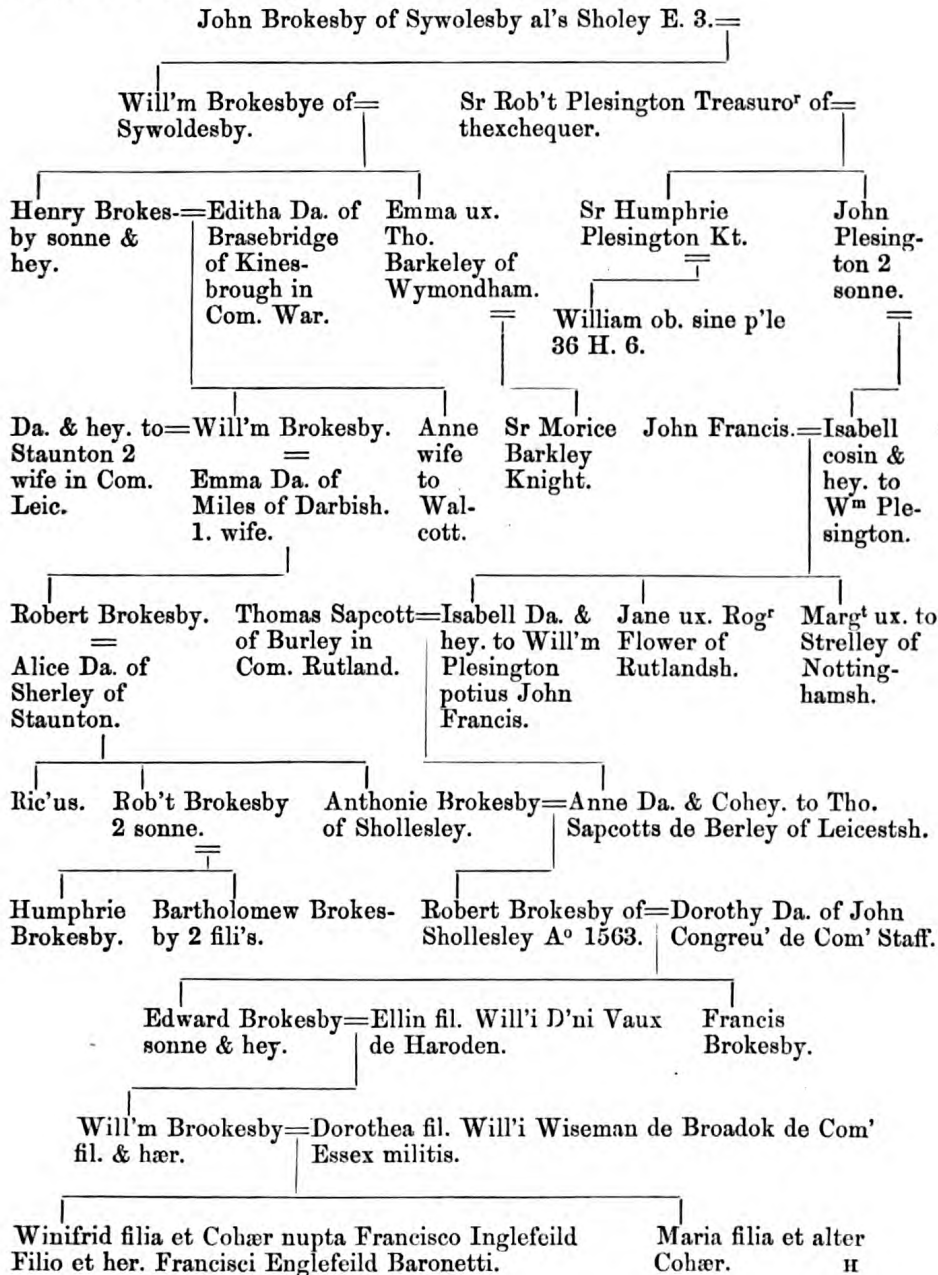 John Brokesby of Sywolesby al's Sholey E. 3.=
Will'm Brokesbye of=
Sywoldesby.
Sr Rob't Plesington Treasuror of=
thexchequer.
Henry Brokes-=
by sonne &
hey.
Editha Da. of
Brasebridge
of Kines-
brough in
Com. War.
Emma ux.
Tho.
Barkeley of
Wymondham.
=
Sr Humphrie
Plesington Kt.
=
John
Plesing-
ton 2
sonne.
=
William ob. sine p'le
36 H. 6.
Da. & hey. to=
Staunton 2
wife in Com.
Leic.
Will'm Brokesby.
=
Emma Da. of
Miles of Darbish.
1. wife.
Anne
wife
to
Wal-
cott.
Sr Morice
Barkley
Knight.
John Francis.=
Isabell
cosin &
hey. to
Wm Ple-
sington.
Robert Brokesby.
=
Alice Da. of
Sherley of
Staunton.
Thomas Sapcott=
of Burley in
Com. Rutland.
Isabell Da. &
hey. to Will'm
Plesington
potius John
Francis.
Jane ux. Rogr
Flower of
Rutlandsh.
Margt ux. to
Strelley of
Notting-
hamsh.
Ric'us.
Rob't Brokesby
2 sonne.
=
Anthonie Brokesby=
of Shollesley.
Anne Da. & Cohey. to Tho.
Sapcotts de Berley of Leicestsh.
Humphrie
Brokesby.
Bartholomew Brokes-
by 2 fili's.
Robert Brokesby of=
Shollesley Ao 1563.
Dorothy Da. of John
Congreu' de Com' Staff.
Edward Brokesby=
sonne & hey.
Ellin fil. Will'i D'ni Vaux
de Haroden.
Francis
Brokesby.
Will'm Brookesby=
fil. & hær.
Dorothea fil. Will'i Wiseman de Broadok de Com'
Essex militis.
Winifrid filia et Cohær nupta Francisco Inglefeild
Filio et her. Francisci Englefeild Baronetti.
Maria filia et alter
Cohær.
H